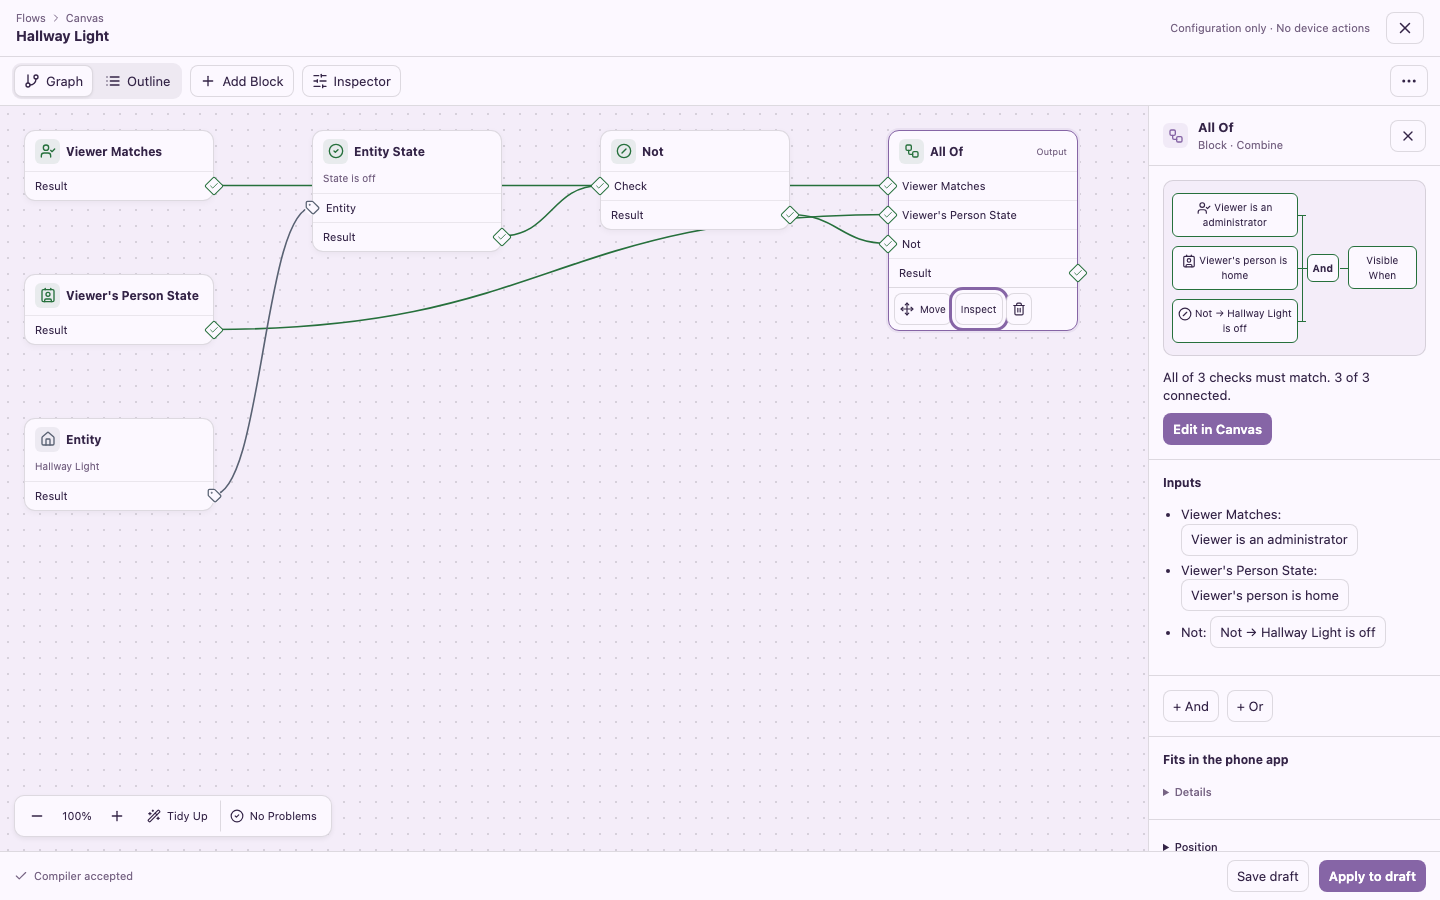 Flows > Canvas
Hallway Light
Configuration only · No device actions
Graph
Outline
Add Block
Inspector
Viewer Matches
Result
Entity State
State is off
Entity
Result
Not
Check
Result
All Of
Output
Viewer Matches
Viewer's Person State
Not
Result
Move
Inspect
Viewer's Person State
Result
Entity
Hallway Light
Result
100%
Tidy Up
No Problems
All Of
Block · Combine
Viewer is an
administrator
Viewer's person is
home
Not → Hallway Light
is off
And
Visible
When
All of 3 checks must match. 3 of 3
connected.
Edit in Canvas
Inputs
Viewer Matches:
Viewer is an administrator
Viewer's Person State:
Viewer's person is home
Not: Not → Hallway Light is off
+ And
+ Or
Fits in the phone app
Details
Position
Compiler accepted
Save draft
Apply to draft